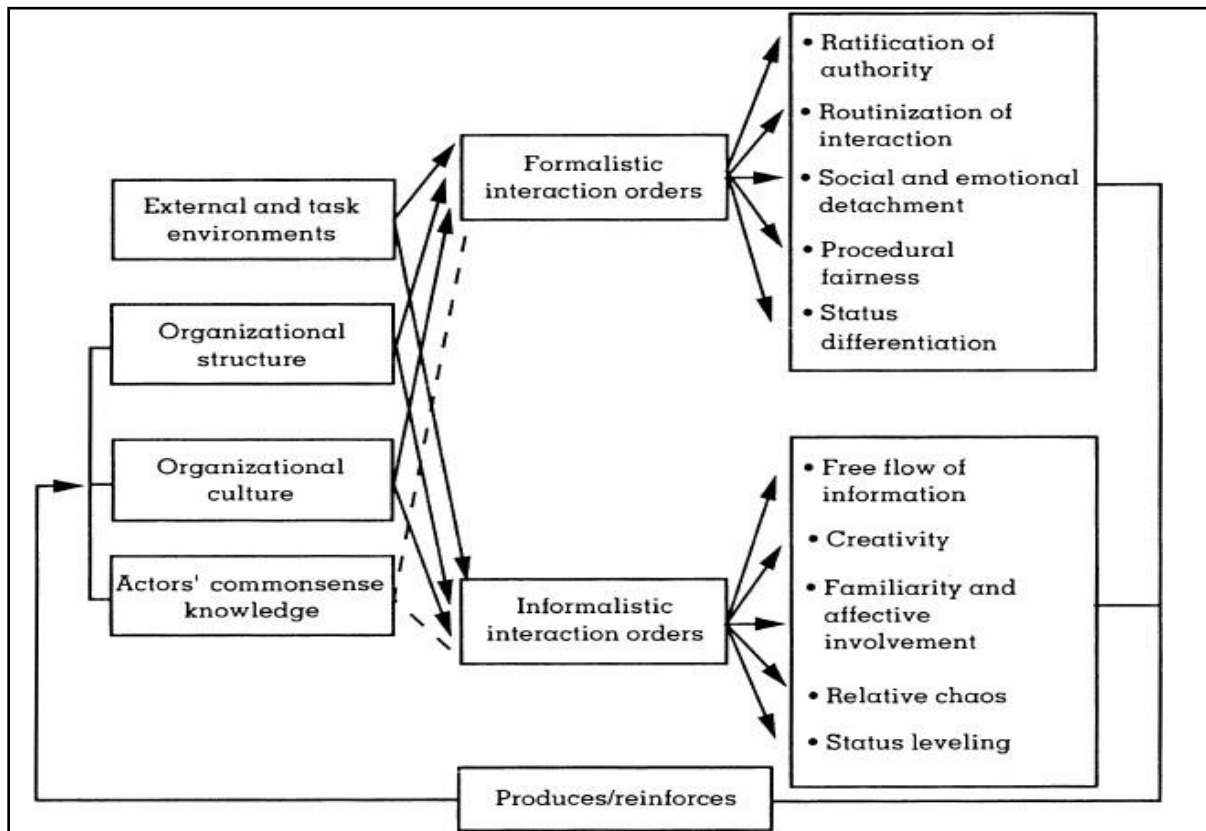 External and task
environments
Organizational
structure
Organizational
culture
Actors' commonsense
knowledge
Formalistic
interaction orders
Informalistic
interaction orders
• Ratification of
authority
• Routinization of
interaction
• Social and emotional
detachment
• Procedural
fairness
• Status
differentiation
• Free flow of
information
• Creativity
• Familiarity and
affective
involvement
• Relative chaos
• Status leveling
Produces/reinforces